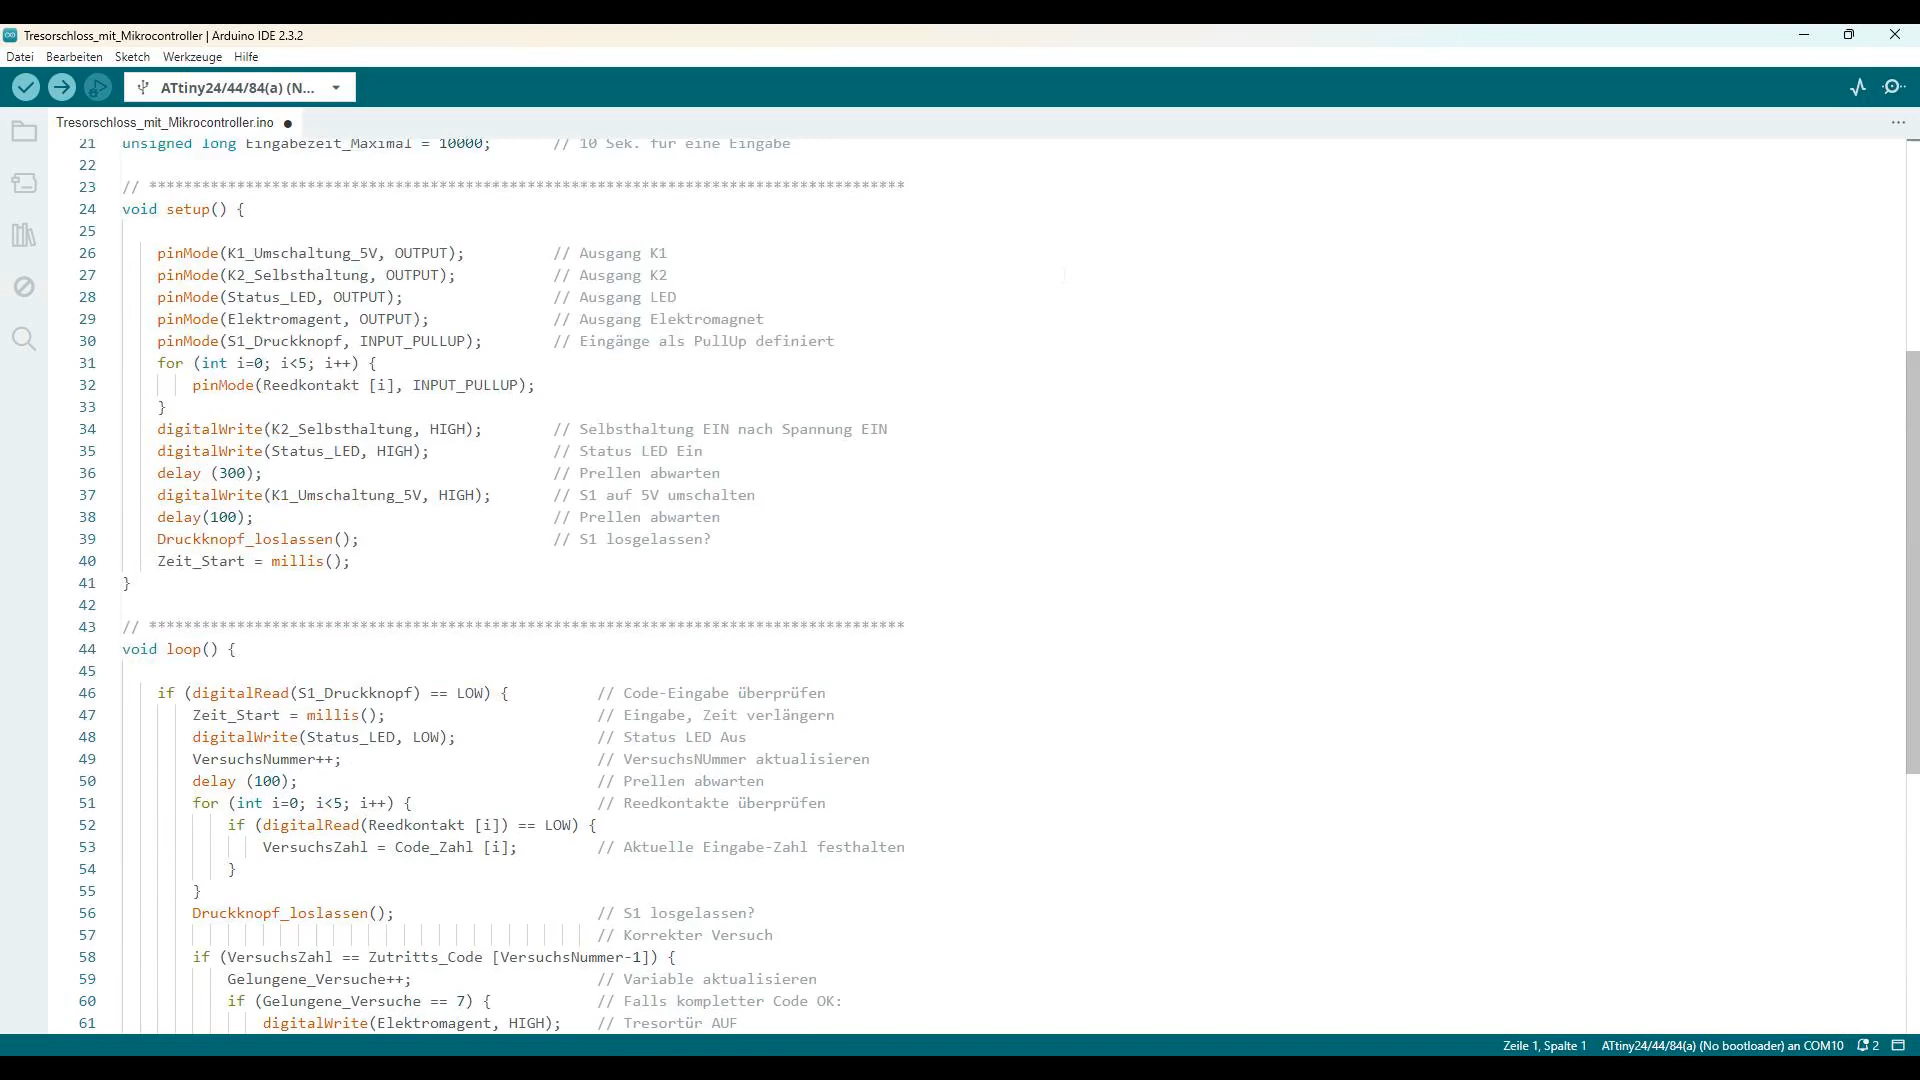 Tresorschloss_mit_Mikrocontroller | Arduino IDE 2.3.2
Datei Bearbeiten Sketch Werkzeuge Hilfe
ATtiny24/44/84(a) (N...
Tresorschloss_mit_Mikrocontroller.ino
21 unsigned long Eingabezeit_Maximal = 10000; // 10 Sek. für eine Eingabe
22
23 // **************************************************************************************
24 void setup() {
25
26 pinMode(K1_Umschaltung_5V, OUTPUT); // Ausgang K1
27 pinMode(K2_Selbsthaltung, OUTPUT); // Ausgang K2
28 pinMode(Status_LED, OUTPUT); // Ausgang LED
29 pinMode(Elektromagent, OUTPUT); // Ausgang Elektromagnet
30 pinMode(S1_Druckknopf, INPUT_PULLUP); // Eingänge als PullUp definiert
31 for (int i=0; i<5; i++) {
32 pinMode(Reedkontakt [i], INPUT_PULLUP);
33 }
34 digitalWrite(K2_Selbsthaltung, HIGH); // Selbsthaltung EIN nach Spannung EIN
35 digitalWrite(Status_LED, HIGH); // Status LED Ein
36 delay (300); // Prellen abwarten
37 digitalWrite(K1_Umschaltung_5V, HIGH); // S1 auf 5V umschalten
38 delay(100); // Prellen abwarten
39 Druckknopf_loslassen(); // S1 losgelassen?
40 Zeit_Start = millis();
41 }
42
43 // **************************************************************************************
44 void loop() {
45
46 if (digitalRead(S1_Druckknopf) == LOW) { // Code-Eingabe überprüfen
47 Zeit_Start = millis(); // Eingabe, Zeit verlängern
48 digitalWrite(Status_LED, LOW); // Status LED Aus
49 VersuchsNummer++; // VersuchsNUmmer aktualisieren
50 delay (100); // Prellen abwarten
51 for (int i=0; i<5; i++) { // Reedkontakte überprüfen
52 if (digitalRead(Reedkontakt [i]) == LOW) {
53 VersuchsZahl = Code_Zahl [i]; // Aktuelle Eingabe-Zahl festhalten
54 }
55 }
56 Druckknopf_loslassen(); // S1 losgelassen?
57 // Korrekter Versuch
58 if (VersuchsZahl == Zutritts_Code [VersuchsNummer-1]) {
59 Gelungene_Versuche++; // Variable aktualisieren
60 if (Gelungene_Versuche == 7) { // Falls kompletter Code OK:
61 digitalWrite(Elektromagent, HIGH); // Tresortür AUF
Zeile 1, Spalte 1 ATtiny24/44/84(a) (No bootloader) an COM10 2